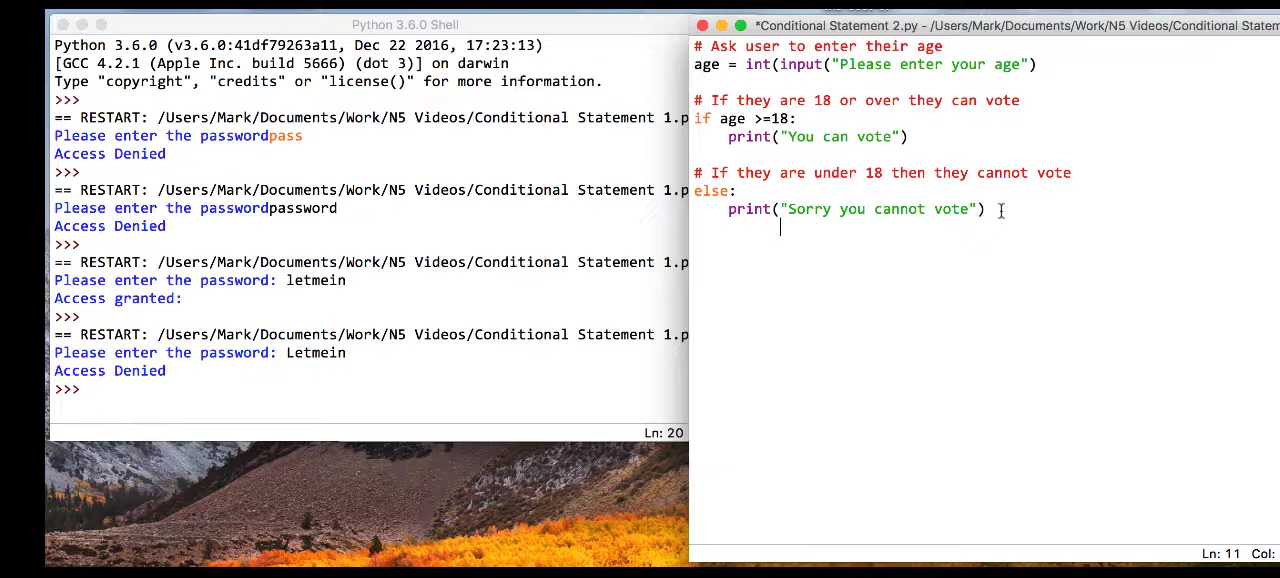 Python 3.6.0 Shell
Python 3.6.0 (v3.6.0:41df79263a11, Dec 22 2016, 17:23:13)
[GCC 4.2.1 (Apple Inc. build 5666) (dot 3)] on darwin
Type "copyright", "credits" or "license()" for more information.
>>>
== RESTART: /Users/Mark/Documents/Work/N5 Videos/Conditional Statement 1.p
Please enter the passwordpass
Access Denied
>>>
== RESTART: /Users/Mark/Documents/Work/N5 Videos/Conditional Statement 1.p
Please enter the passwordpassword
Access Denied
>>>
== RESTART: /Users/Mark/Documents/Work/N5 Videos/Conditional Statement 1.p
Please enter the password: letmein
Access granted:
>>>
== RESTART: /Users/Mark/Documents/Work/N5 Videos/Conditional Statement 1.p
Please enter the password: Letmein
Access Denied
>>>
Ln: 20
*Conditional Statement 2.py - /Users/Mark/Documents/Work/N5 Videos/Conditional Statem
# Ask user to enter their age
age = int(input("Please enter your age")
# If they are 18 or over they can vote
if age >=18:
print("You can vote")
# If they are under 18 then they cannot vote
else:
print("Sorry you cannot vote")
Ln: 11 Col: